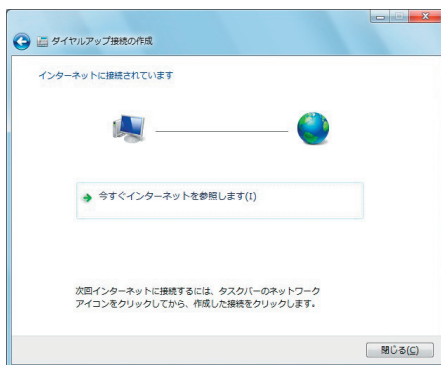 ダイヤルアップ接続の作成
インターネットに接続されています
今すぐインターネットを参照します(I)
次回インターネットに接続するには、タスクバーのネットワーク
アイコンをクリックしてから、作成した接続をクリックします。
閉じる(C)